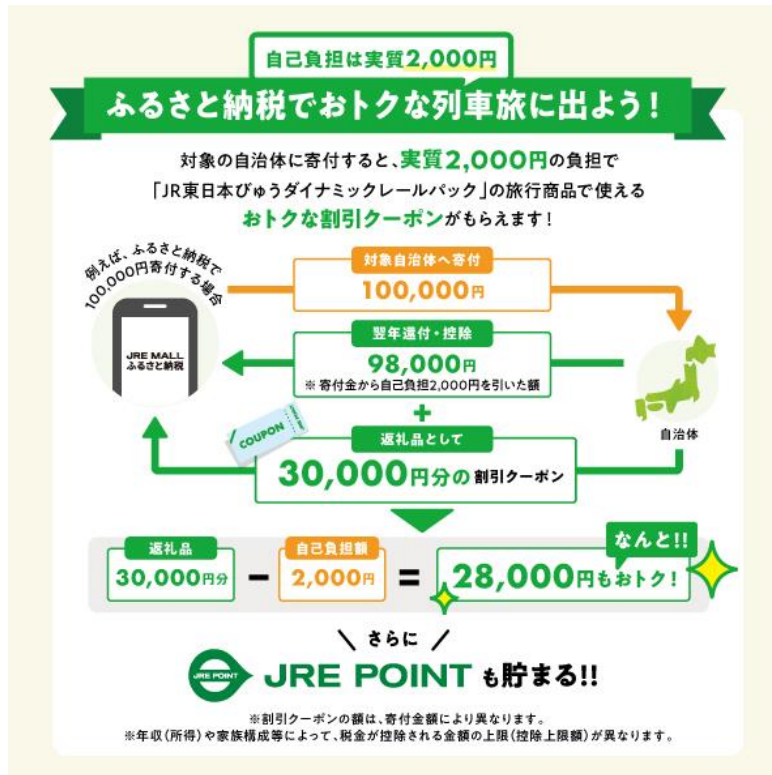 自己負担は実質2,000円
ふるさと納税でおトクな列車旅に出よう！
対象の自治体に寄付すると、実質2,000円の負担で
「JR東日本びゅうダイナミックレールパック」の旅行商品で使える
おトクな割引クーポンがもらえます！
例えば、ふるさと納税で
100,000円寄付する場合
対象自治体へ寄付
100,000円
JRE MALL
ふるさと納税
翌年還付・控除
98,000円
※ 寄付金から自己負担2,000円を引いた額
自治体
+
COUPON
返礼品として
30,000円分の割引クーポン
返礼品
30,000円分
−
自己負担額
2,000円
=
なんと!!
28,000円もおトク！
＼ さらに ／
JRE POINT
JRE POINT も貯まる!!
※割引クーポンの額は、寄付金額により異なります。
※年収(所得)や家族構成等によって、税金が控除される金額の上限(控除上限額)が異なります。